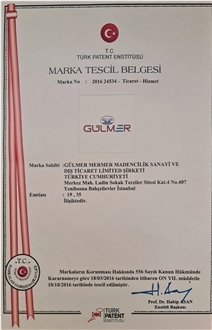 T.C.
TÜRK PATENT ENSTİTÜSÜ
MARKA TESCİL BELGESİ
Marka No : 2016 24534 - Ticaret - Hizmet
GÜLMER
Marka Sahibi :GÜLMER MERMER MADENCİLİK SANAYİ VE
DIŞ TİCARET LİMİTED ŞİRKETİ
TÜRKİYE CUMHURİYETİ
Merkez Mah. Ladin Sokak Terziler Sitesi Kat.4 No.407
Yenibosna Bahçelievler İstanbul
Emtiası : 19 , 35
İlişiktedir.
Markaların Korunması Hakkında 556 Sayılı Kanun Hükmünde
Kararnameye göre 18/03/2016 tarihinden itibaren ON YIL müddetle
10/10/2016 tarihinde tescil edilmiştir.
Prof. Dr. Habip ASAN
Enstitü Başkanı
T.C.
TÜRK
PATENT
ENSTİTÜSÜ